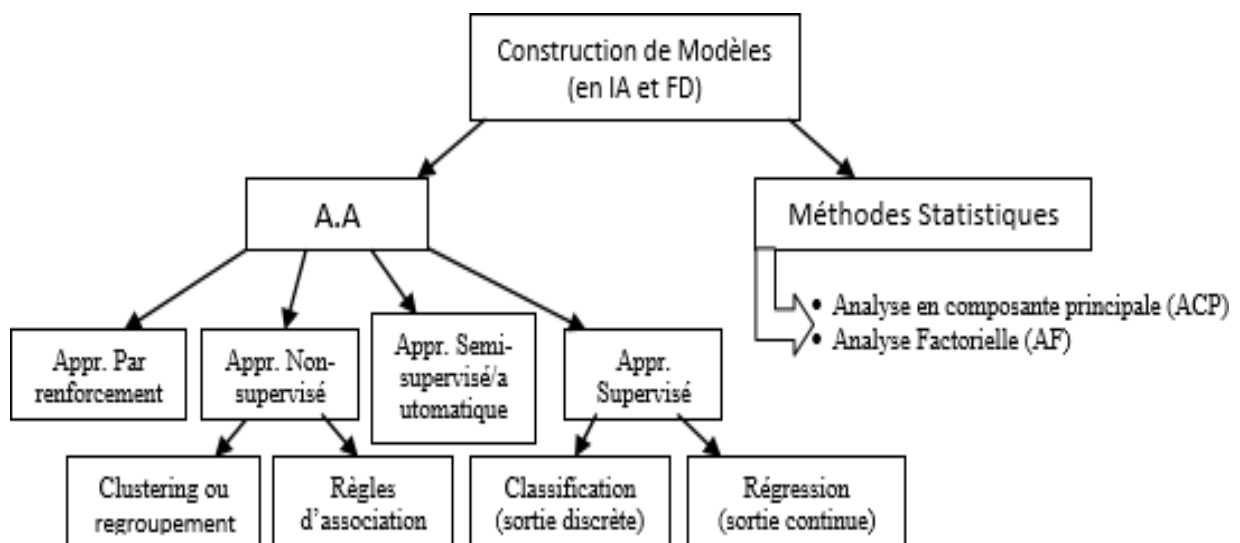 Construction de Modèles
(en IA et FD)
A.A
Méthodes Statistiques
• Analyse en composante principale (ACP)
• Analyse Factorielle (AF)
Appr. Par
renforcement
Appr. Non-
supervisé
Appr. Semi-
supervisé/a
utomatique
Appr.
Supervisé
Clustering ou
regroupement
Règles
d’association
Classification
(sortie discrète)
Régression
(sortie continue)